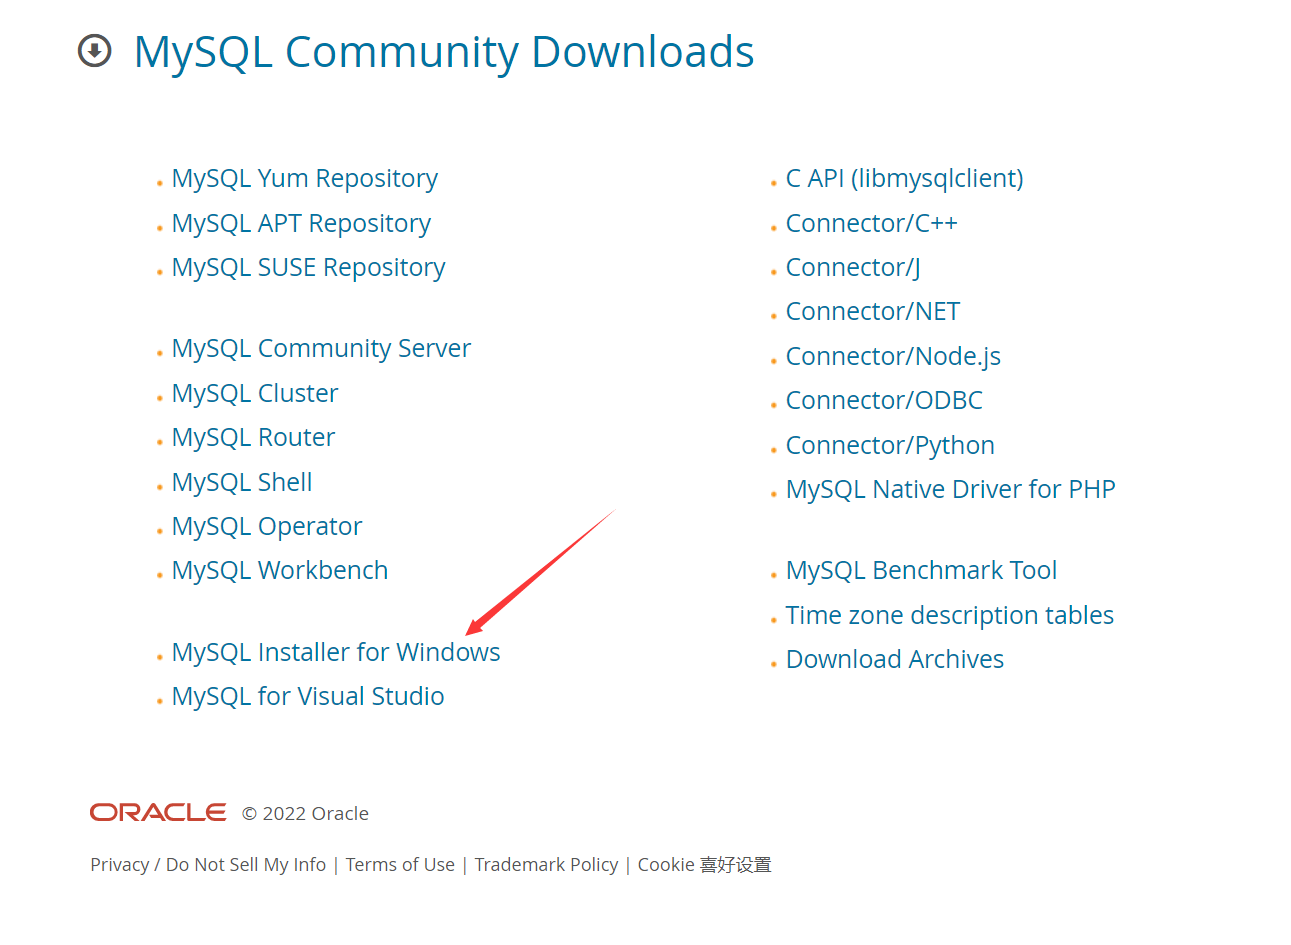 MySQL Community Downloads
MySQL Yum Repository
MySQL APT Repository
MySQL SUSE Repository
MySQL Community Server
MySQL Cluster
MySQL Router
MySQL Shell
MySQL Operator
MySQL Workbench
MySQL Installer for Windows
MySQL for Visual Studio
C API (libmysqlclient)
Connector/C++
Connector/J
Connector/NET
Connector/Node.js
Connector/ODBC
Connector/Python
MySQL Native Driver for PHP
MySQL Benchmark Tool
Time zone description tables
Download Archives
ORACLE © 2022 Oracle
Privacy / Do Not Sell My Info | Terms of Use | Trademark Policy | Cookie 喜好设置